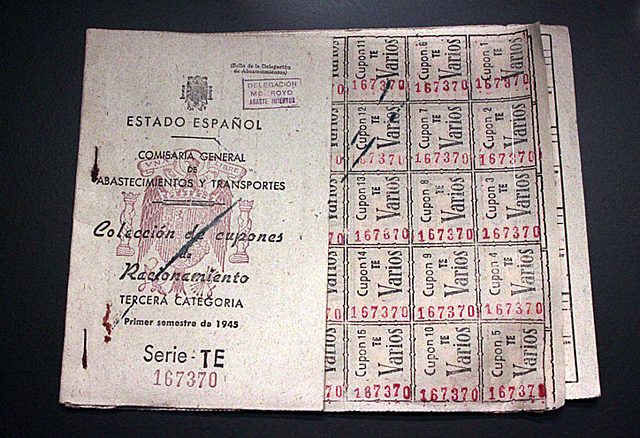 (Sello de la Delegación
de Abastecimientos)
DELEGACIÓN
MD. ROYO
ABASTE IMIENTOS
ESTADO ESPAÑOL
COMISARÍA GENERAL
DE
ABASTECIMIENTOS Y TRANSPORTES
Colección de cupones
de
Racionamiento
TERCERA CATEGORIA
Primer semestre de 1945
Serie - TE
167370
Cupon 11 TE Varios 167370
Cupon 6 TE Varios 167370
Cupon 1 TE Varios 167370
Cupon 12 TE Varios 167370
Cupon 1 TE Varios 167370
Cupon 2 TE Varios 167370
Cupon 13 TE Varios 167370
Cupon 8 TE Varios 167370
Cupon 3 TE Varios 167370
Cupon 14 TE Varios 167370
Cupon 9 TE Varios 167370
Cupon 4 TE Varios 167370
Cupon 15 TE Varios 167370
Cupon 10 TE Varios 167370
Cupon 5 TE Varios 167370